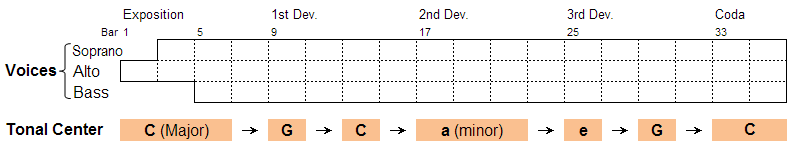 Exposition 1st Dev. 2nd Dev. 3rd Dev. Coda
Bar 1 5 9 17 25 33
Soprano
Voices Alto
Bass
Tonal Center C (Major) → G → C → a (minor) → e → G → C